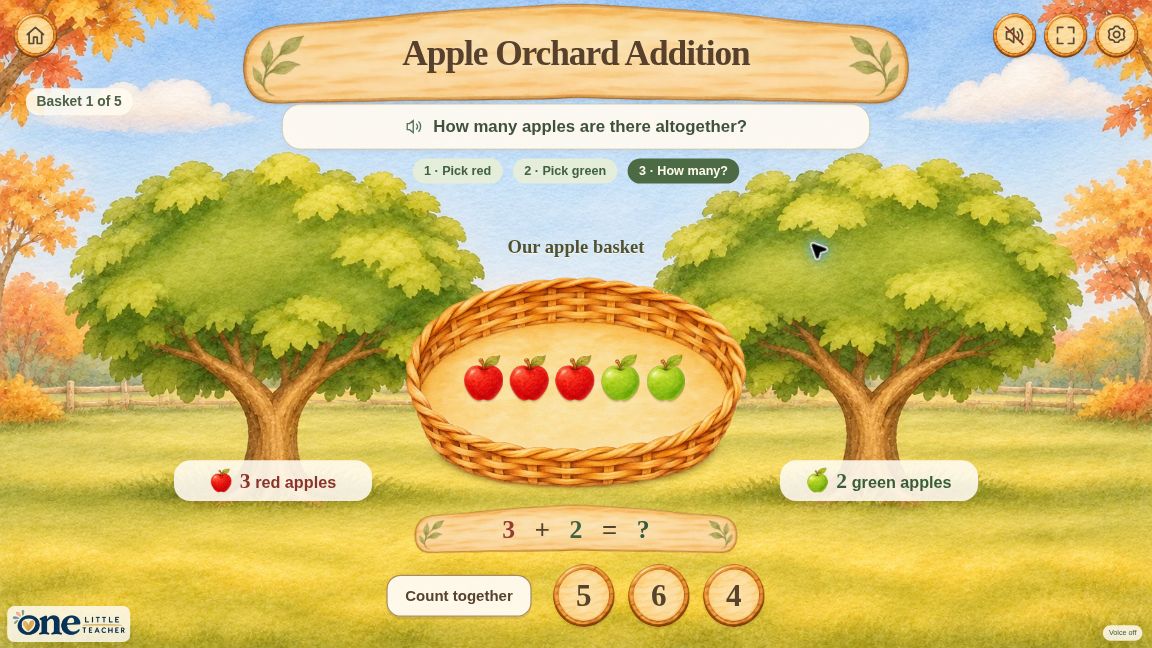 Apple Orchard Addition
Basket 1 of 5
How many apples are there altogether?
1 · Pick red
2 · Pick green
3 · How many?
Our apple basket
3 red apples
2 green apples
3 + 2 = ?
Count together
5
6
4
one LITTLE TEACHER
Voice off